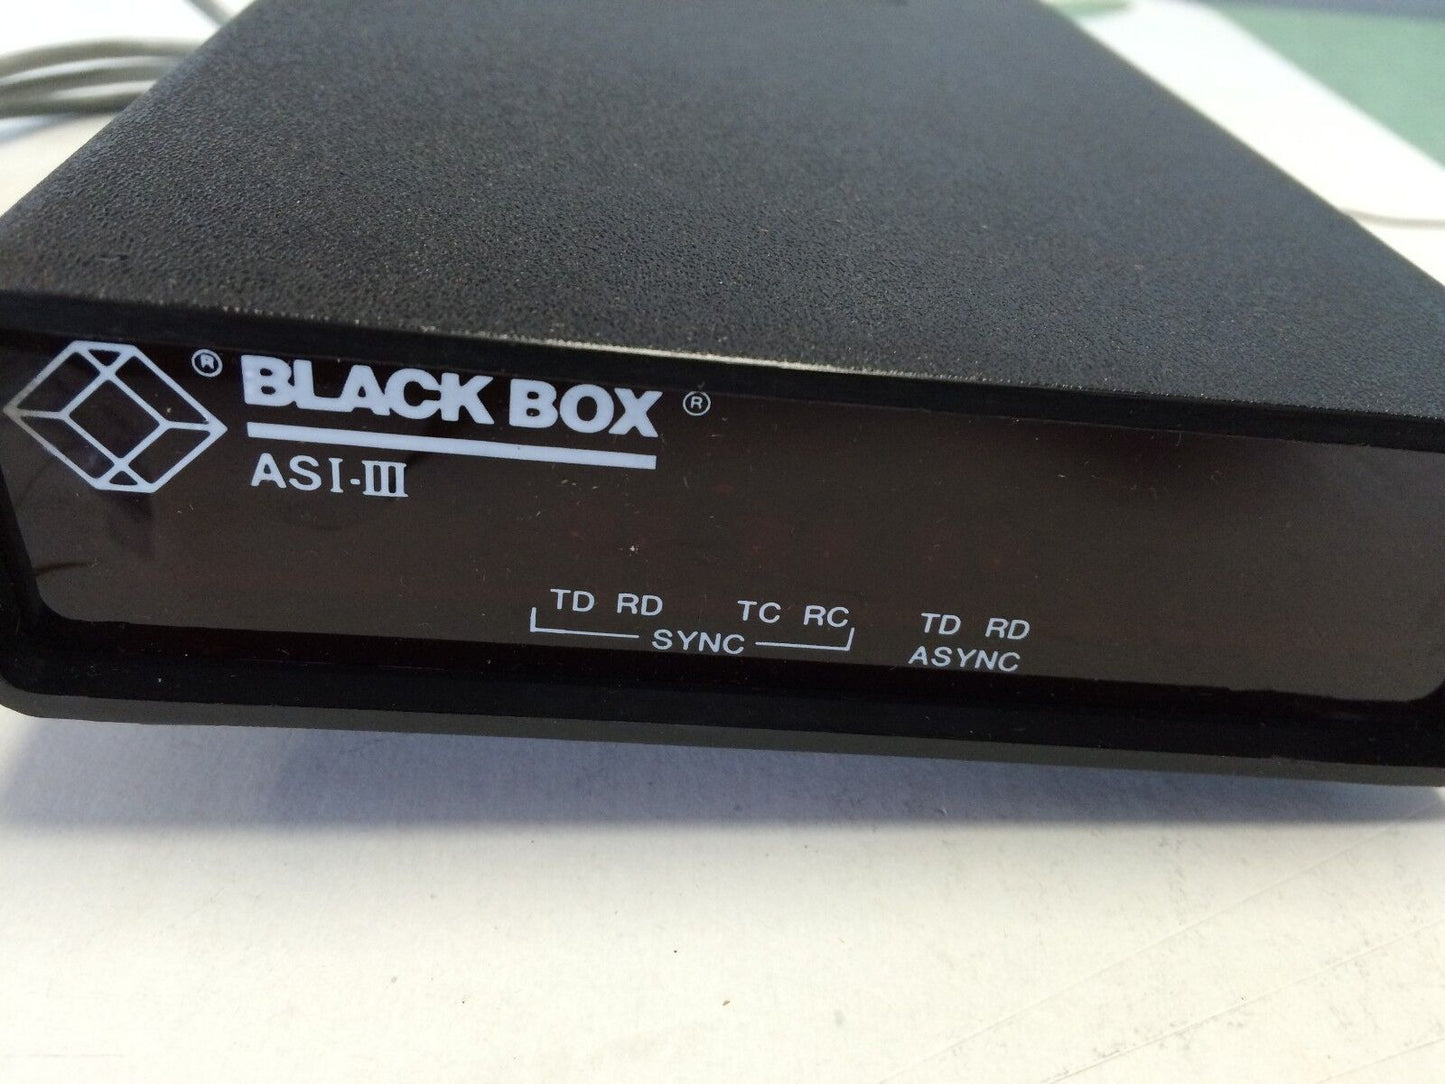 ® BLACK BOX ®
ASI-III
TD RD TC RC TD RD
SYNC ASYNC